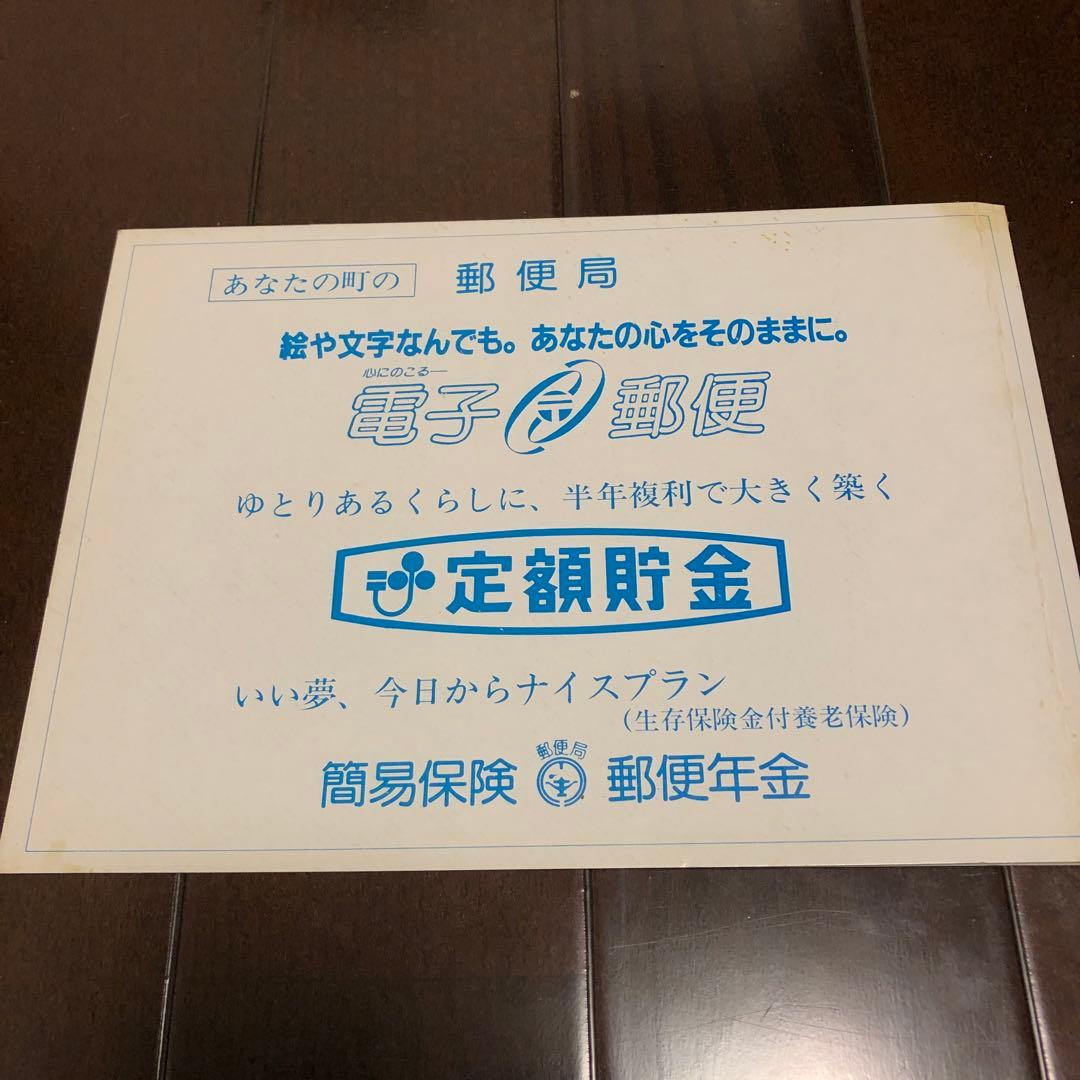 あなたの町の 郵便局
絵や文字なんでも。あなたの心をそのままに。
心にのこる—
電子郵便
ゆとりあるくらしに、半年複利で大きく築く
定額貯金
いい夢、今日からナイスプラン
(生存保険金付養老保険)
郵便局
簡易保険 郵便年金